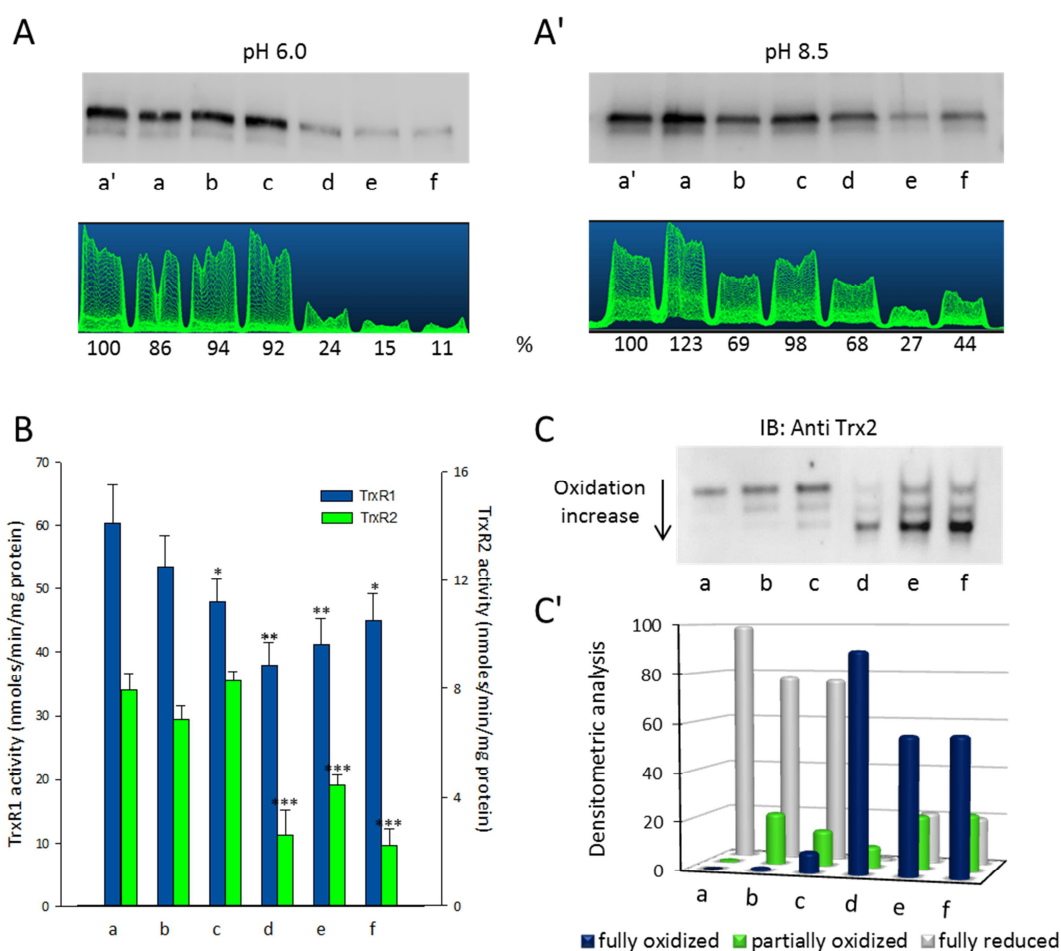 A
A'
pH 6.0
pH 8.5
a' a b c d e f
a' a b c d e f
100 86 94 92 24 15 11
%
100 123 69 98 68 27 44
B
70
60
50
40
30
20
10
0
TrxR1 activity (nmoles/min/mg protein)
TrxR1
TrxR2
*
**
**
*
***
***
***
16
12
8
4
0
TrxR2 activity (nmoles/min/mg protein)
a b c d e f
C
IB: Anti Trx2
Oxidation
increase
a b c d e f
C'
100
80
60
40
20
0
Densitometric analysis
a b c d e f
fully oxidized partially oxidized fully reduced